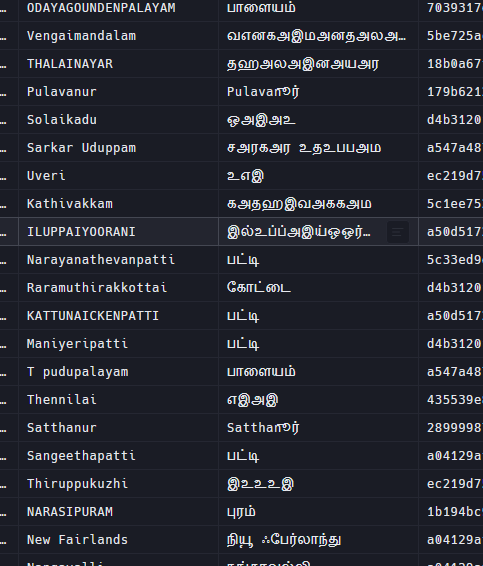 ODAYAGOUNDENPALAYAM பாளையம் 7039317
… Vengaimandalam வஎனகஅஇமஅனதஅலஅ… 5be725a
… THALAINAYAR தஹஅலஅஇனஅயஅர 18b0a67
… Pulavanur Pulavaனூர் 179b621
… Solaikadu ஒஅஇஅஉ d4b3120
… Sarkar Uduppam சஅரகஅர உதஉபபஅம a547a48
… Uveri உஎஇ ec219d7
… Kathivakkam கஅதஹஇவஅககஅம 5c1ee75
… ILUPPAIYOORANI இல்உப்ப்அஇய்ஒஒர்… a50d517
… Narayanathevanpatti பட்டி 5c33ed9
… Raramuthirakkottai கோட்டை d4b3120
… KATTUNAICKENPATTI பட்டி a50d517
… Maniyeripatti பட்டி d4b3120
… T pudupalayam பாளையம் a547a48
… Thennilai எஇஅஇ 435539e
… Satthanur Satthaனூர் 2899998
… Sangeethapatti பட்டி a04129a
… Thiruppukuzhi இஉஉஉஇ ec219d7
… NARASIPURAM புரம் 1b194bc
… New Fairlands நியூ ஃபேர்லாந்து a04129a